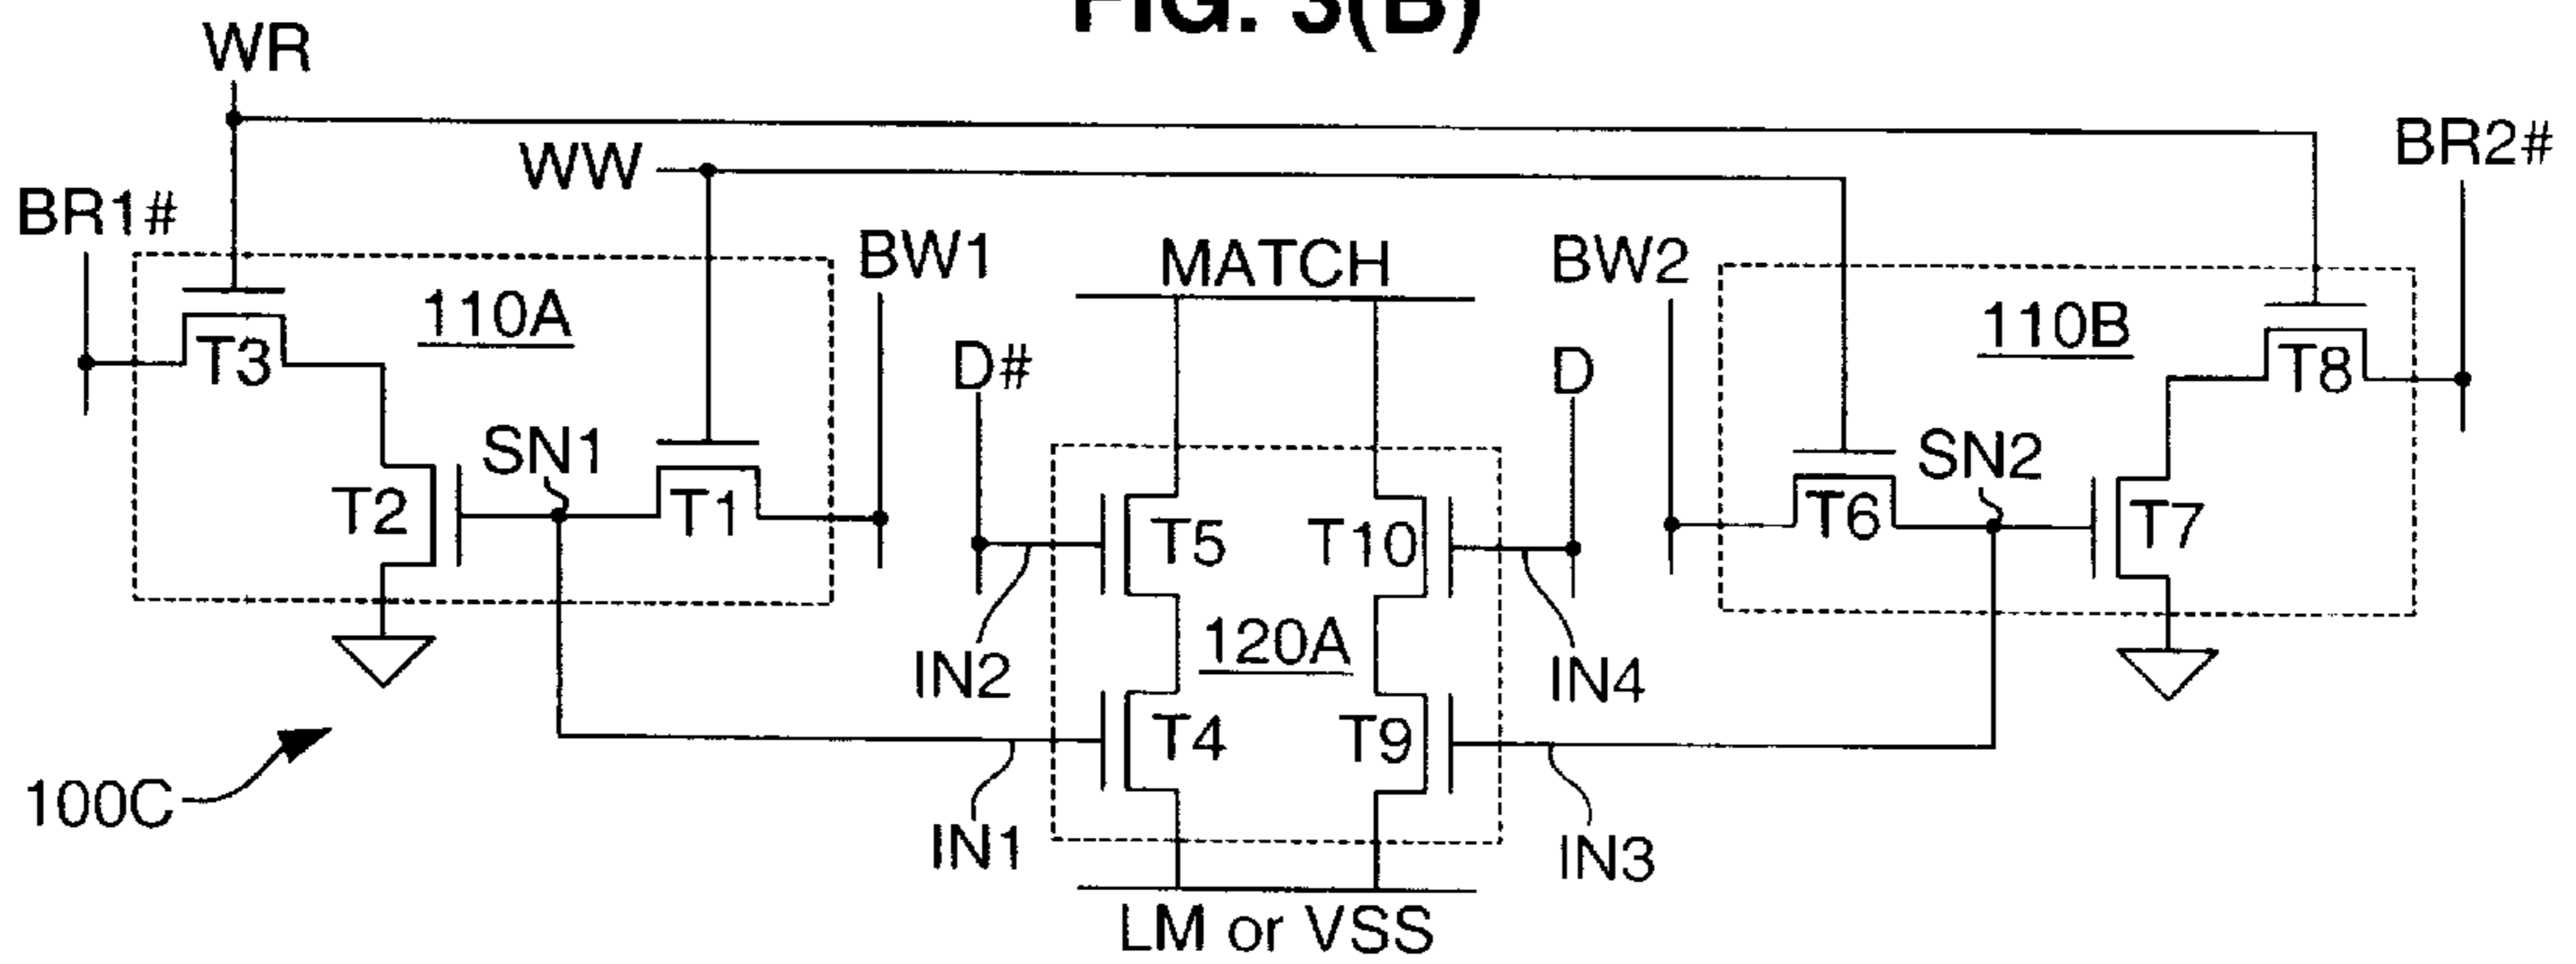 FIG. 3(B)
WR
WW
BR1#
BR2#
BW1
MATCH
BW2
110A
110B
T3
D#
D
T8
SN1
SN2
T2
T1
T5
T10
T6
T7
120A
IN2
IN4
T4
T9
100C
IN1
IN3
LM or VSS